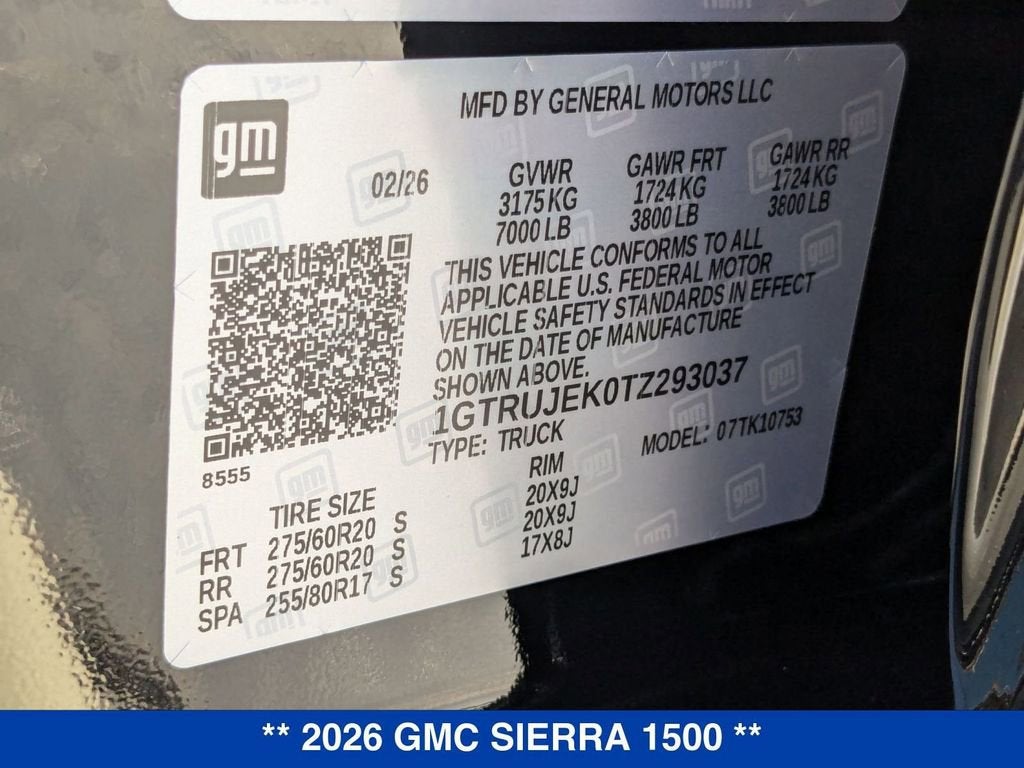 gm
MFD BY GENERAL MOTORS LLC
02/26
GVWR GAWR FRT GAWR RR
3175 KG 1724 KG 1724 KG
7000 LB 3800 LB 3800 LB
THIS VEHICLE CONFORMS TO ALL
APPLICABLE U.S. FEDERAL MOTOR
VEHICLE SAFETY STANDARDS IN EFFECT
ON THE DATE OF MANUFACTURE
SHOWN ABOVE.
1GTRUJEK0TZ293037
TYPE: TRUCK MODEL: 07TK10753
8555
TIRE SIZE RIM
FRT 275/60R20 S 20X9J
RR 275/60R20 S 20X9J
SPA 255/80R17 S 17X8J
** 2026 GMC SIERRA 1500 **